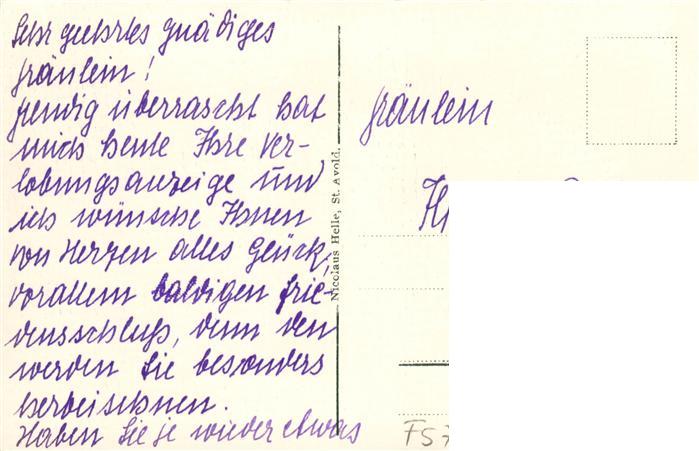 Sehr geehrtes gnädiges
Fräulein!
Freudig überrascht hat
mich heute Ihre Ver-
lobungsanzeige und
ich wünsche Ihnen
von Herzen alles Glück,
vorallem baldigen Frie-
densschluß, denn den
werden Sie besonders
herbeisehnen.
Haben Sie je wieder etwas
Nicolaus Helle, St. Avold.
Fräulein
FS